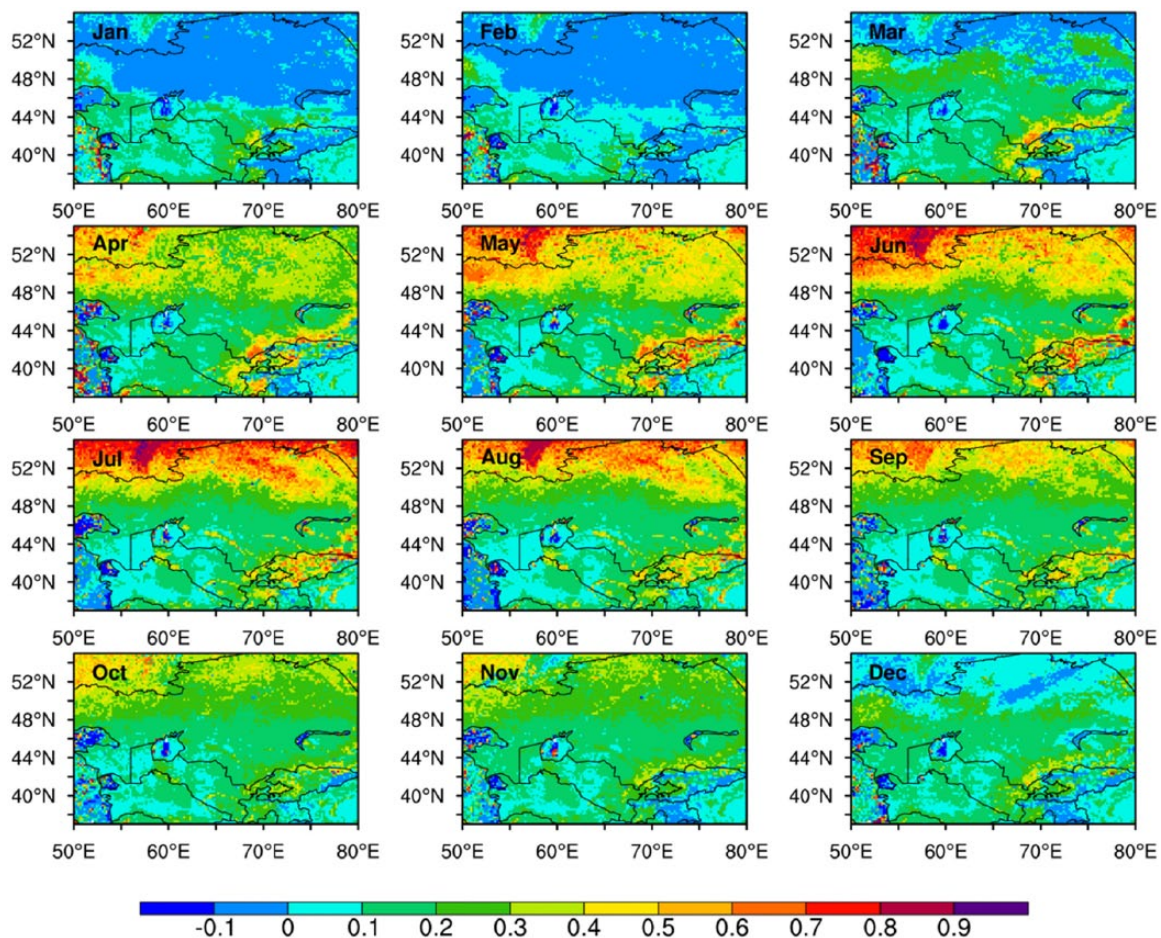 Jan Feb Mar
52°N 52°N 52°N
48°N 48°N 48°N
44°N 44°N 44°N
40°N 40°N 40°N
50°E 60°E 70°E 80°E 50°E 60°E 70°E 80°E 50°E 60°E 70°E 80°E
Apr May Jun
52°N 52°N 52°N
48°N 48°N 48°N
44°N 44°N 44°N
40°N 40°N 40°N
50°E 60°E 70°E 80°E 50°E 60°E 70°E 80°E 50°E 60°E 70°E 80°E
Jul Aug Sep
52°N 52°N 52°N
48°N 48°N 48°N
44°N 44°N 44°N
40°N 40°N 40°N
50°E 60°E 70°E 80°E 50°E 60°E 70°E 80°E 50°E 60°E 70°E 80°E
Oct Nov Dec
52°N 52°N 52°N
48°N 48°N 48°N
44°N 44°N 44°N
40°N 40°N 40°N
50°E 60°E 70°E 80°E 50°E 60°E 70°E 80°E 50°E 60°E 70°E 80°E
-0.1 0 0.1 0.2 0.3 0.4 0.5 0.6 0.7 0.8 0.9